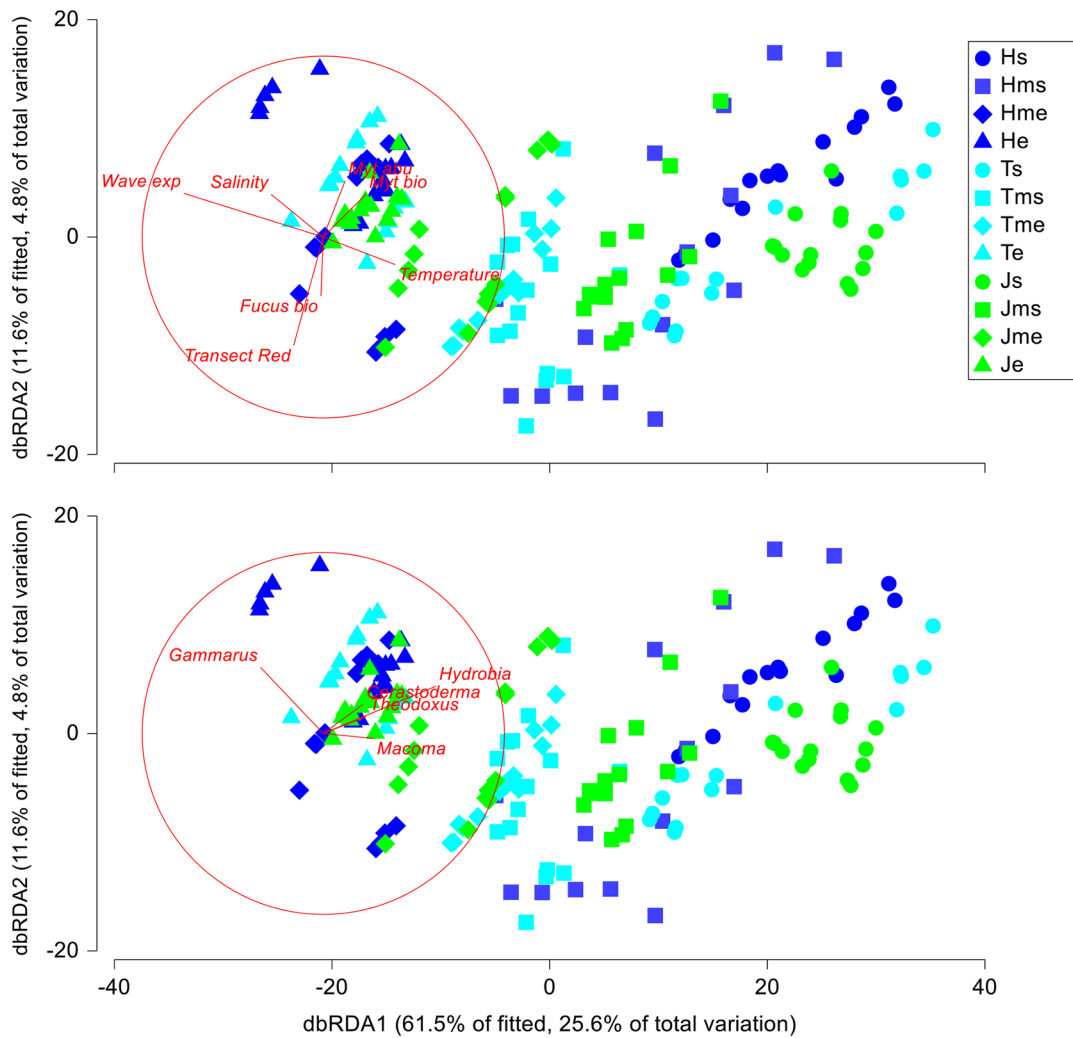 20
0
-20
dbRDA2 (11.6% of fitted, 4.8% of total variation)
Wave exp
Salinity
Myt abu
Myt bio
Temperature
Fucus bio
Transect Red
Hs
Hms
Hme
He
Ts
Tms
Tme
Te
Js
Jms
Jme
Je
20
0
-20
dbRDA2 (11.6% of fitted, 4.8% of total variation)
Gammarus
Hydrobia
Cerastoderma
Theodoxus
Macoma
-40
-20
0
20
40
dbRDA1 (61.5% of fitted, 25.6% of total variation)